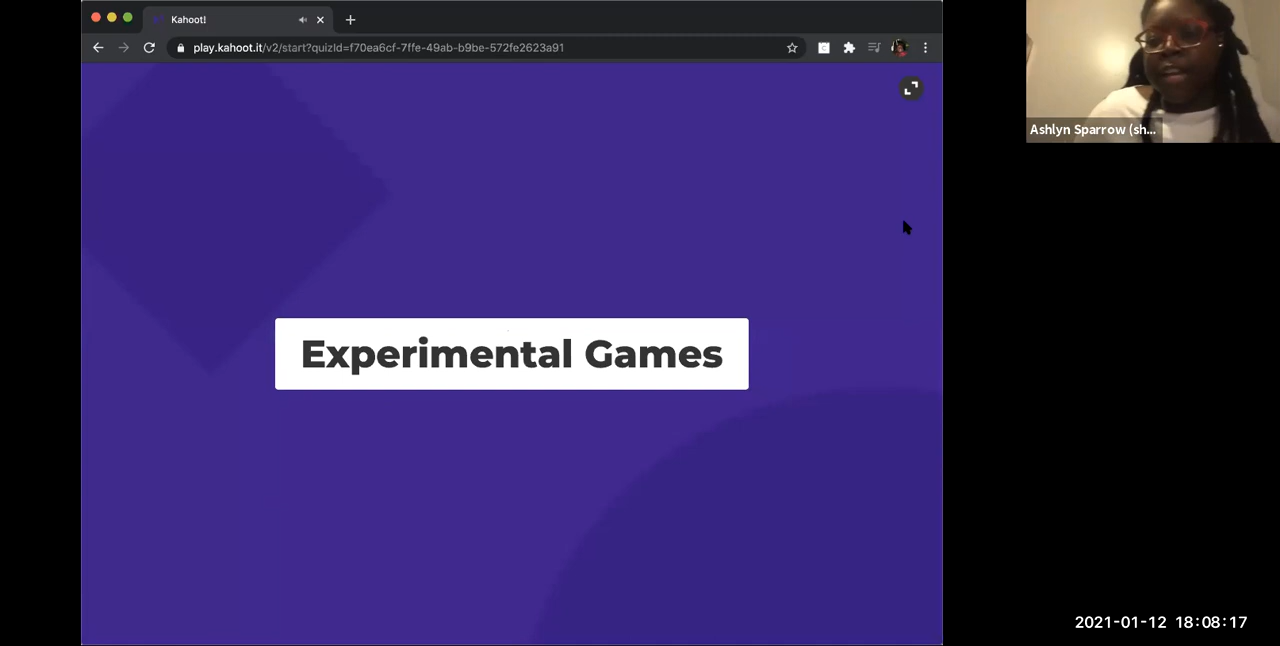 Kahoot!
play.kahoot.it/v2/start?quizId=f70ea6cf-7ffe-49ab-b9be-572fe2623a91
Ashlyn Sparrow (sh...
Experimental Games
2021-01-12 18:08:17